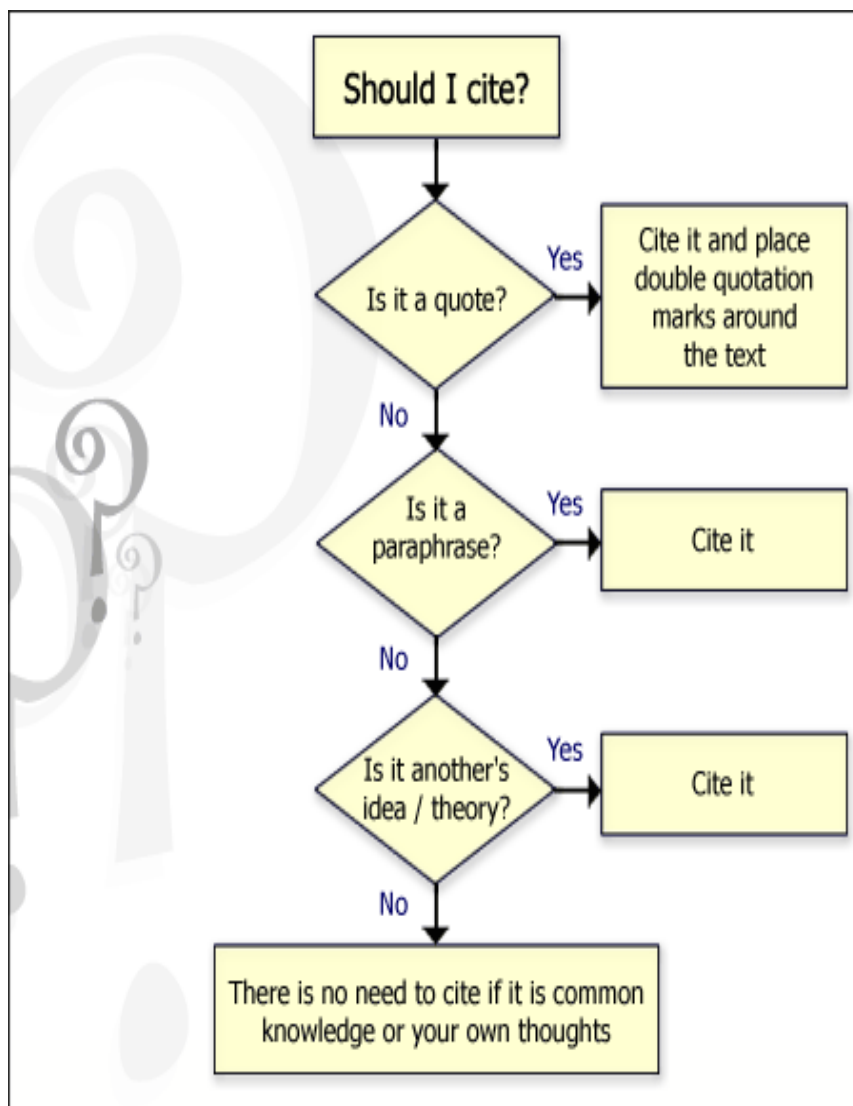 Should I cite?
Is it a quote?
Yes
Cite it and place
double quotation
marks around
the text
No
Is it a
paraphrase?
Yes
Cite it
No
Is it another's
idea / theory?
Yes
Cite it
No
There is no need to cite if it is common
knowledge or your own thoughts